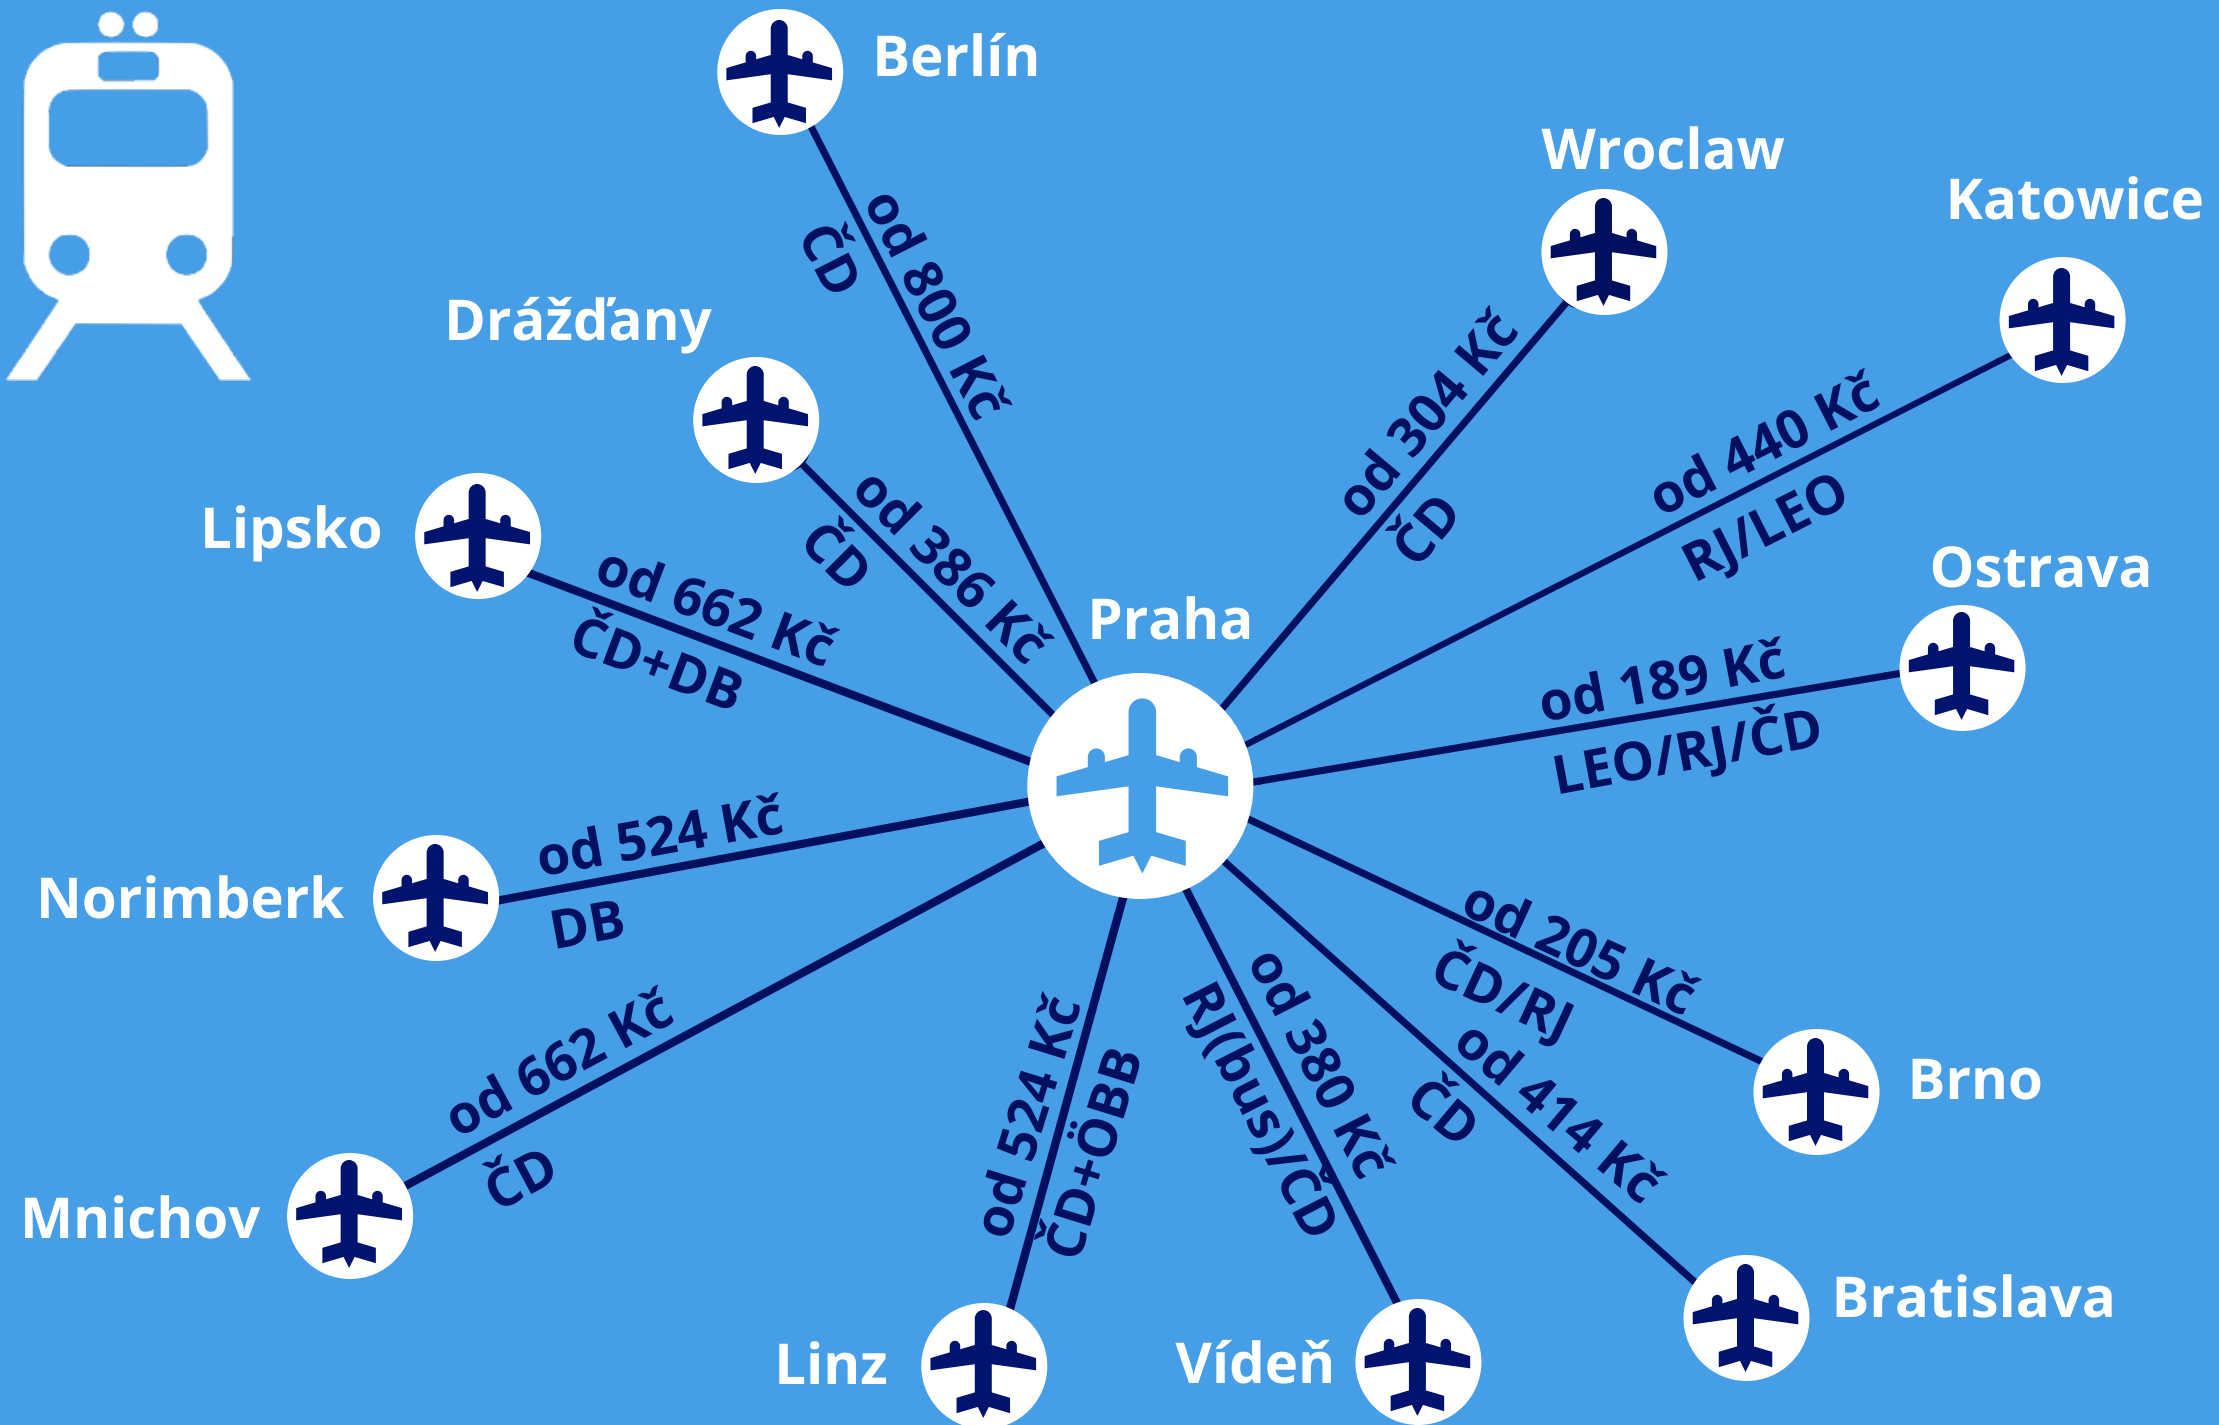 Berlín
od 800 Kč
ČD
Wroclaw
od 304 Kč
ČD
Katowice
od 440 Kč
RJ/LEO
Drážďany
od 386 Kč
ČD
Lipsko
od 662 Kč
ČD+DB
Praha
Ostrava
od 189 Kč
LEO/RJ/ČD
Norimberk
od 524 Kč
DB
Mnichov
od 662 Kč
ČD
Linz
od 524 Kč
ČD+ÖBB
Vídeň
od 380 Kč
RJ(bus)/ČD
Bratislava
od 414 Kč
ČD
Brno
od 205 Kč
ČD/RJ